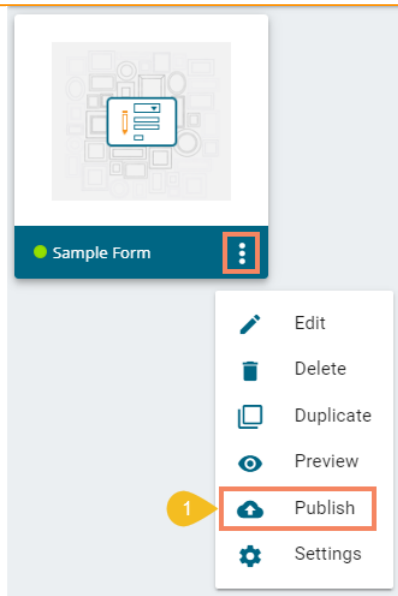 Sample Form
Edit
Delete
Duplicate
Preview
1 Publish
Settings